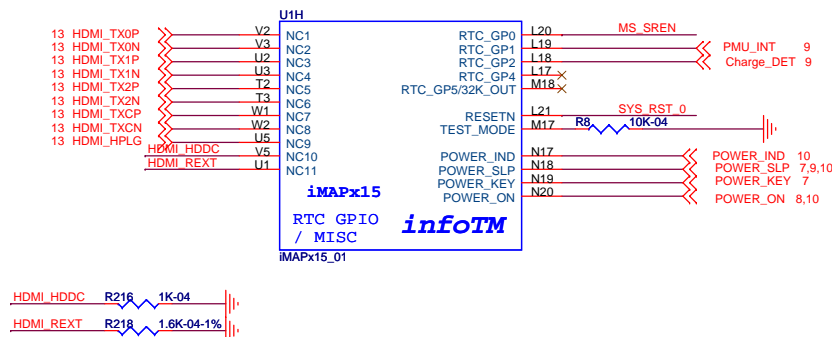 U1H
13 HDMI_TX0P V2 NC1 RTC_GP0 L20 MS_SREN
13 HDMI_TX0N V3 NC2 RTC_GP1 L19 PMU_INT 9
13 HDMI_TX1P U2 NC3 RTC_GP2 L18 Charge_DET 9
13 HDMI_TX1N U3 NC4 RTC_GP4 L17
13 HDMI_TX2P T2 NC5 RTC_GP5/32K_OUT M18
13 HDMI_TX2N T3 NC6
13 HDMI_TXCP W1 NC7 RESETN L21 SYS_RST_0
13 HDMI_TXCN W2 NC8 TEST_MODE M17 R8 10K-04
13 HDMI_HPLG U5 NC9
HDMI_HDDC V5 NC10 POWER_IND N17 POWER_IND 10
HDMI_REXT U1 NC11 POWER_SLP N18 POWER_SLP 7,9,10
POWER_KEY N19 POWER_KEY 7
iMAPx15 POWER_ON N20 POWER_ON 8,10
RTC GPIO infoTM
/ MISC
iMAPx15_01
HDMI_HDDC R216 1K-04
HDMI_REXT R218 1.6K-04-1%